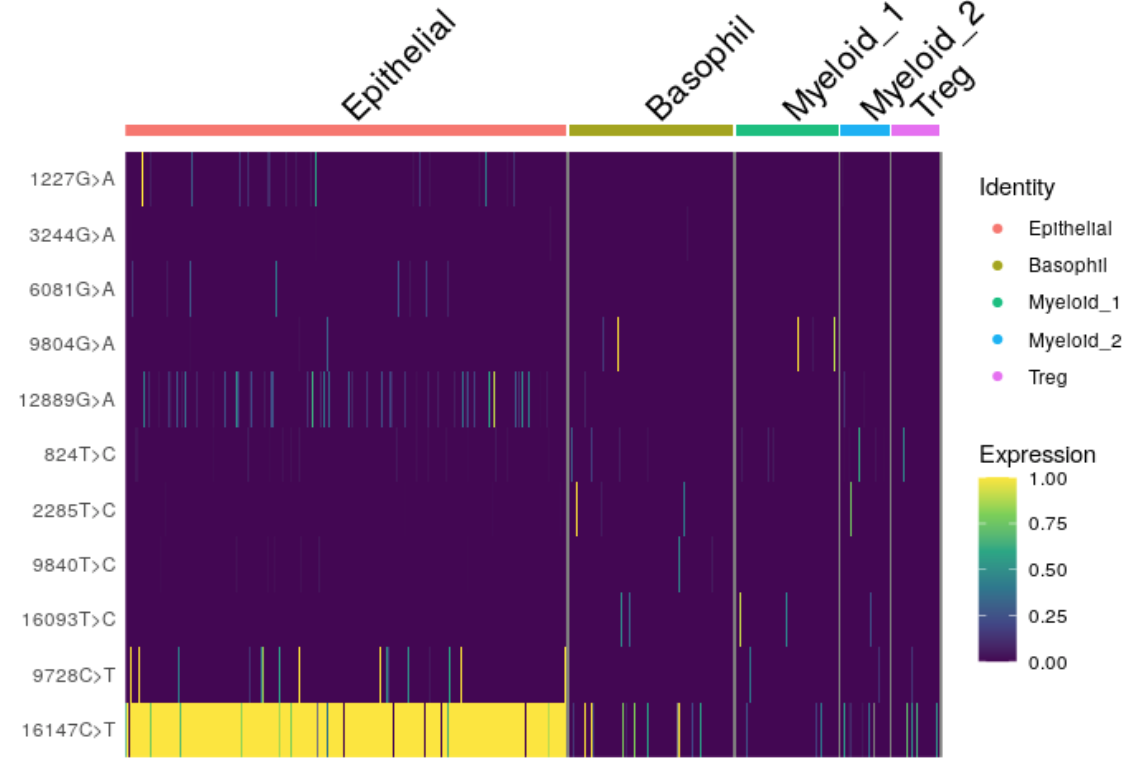 Epithelial
Basophil
Myeloid_1
Myeloid_2
Treg
1227G>A
3244G>A
6081G>A
9804G>A
12889G>A
824T>C
2285T>C
9840T>C
16093T>C
9728C>T
16147C>T
Identity
Epithelial
Basophil
Myeloid_1
Myeloid_2
Treg
Expression
1.00
0.75
0.50
0.25
0.00